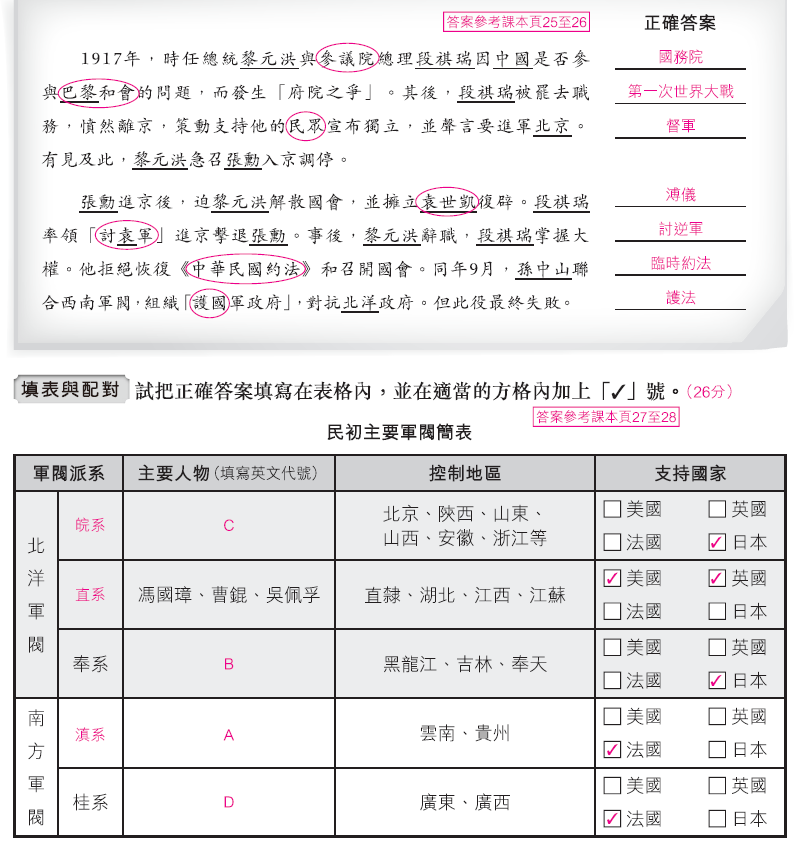 答案參考課本頁25至26
正確答案
1917年，時任總統黎元洪與參議院總理段祺瑞因中國是否參
國務院
與巴黎和會的問題，而發生「府院之爭」。其後，段祺瑞被罷去職
第一次世界大戰
務，憤然離京，策動支持他的民眾宣布獨立，並聲言要進軍北京。
督軍
有見及此，黎元洪急召張勳入京調停。
張勳進京後，迫黎元洪解散國會，並擁立袁世凱復辟。段祺瑞
溥儀
率領「討袁軍」進京擊退張勳。事後，黎元洪辭職，段祺瑞掌握大
討逆軍
權。他拒絕恢復《中華民國約法》和召開國會。同年9月，孫中山聯
臨時約法
合西南軍閥，組織「護國軍政府」，對抗北洋政府。但此役最終失敗。
護法
填表與配對 試把正確答案填寫在表格內，並在適當的方格內加上「✓」號。（26分）
答案參考課本頁27至28
民初主要軍閥簡表
軍閥派系 主要人物（填寫英文代號） 控制地區 支持國家
北洋軍閥
皖系 C 北京、陝西、山東、
山西、安徽、浙江等
□美國 □英國
□法國 ☑日本
直系 馮國璋、曹錕、吳佩孚 直隸、湖北、江西、江蘇
☑美國 ☑英國
□法國 □日本
奉系 B 黑龍江、吉林、奉天
□美國 □英國
□法國 ☑日本
南方軍閥
滇系 A 雲南、貴州
□美國 □英國
☑法國 □日本
桂系 D 廣東、廣西
□美國 □英國
☑法國 □日本